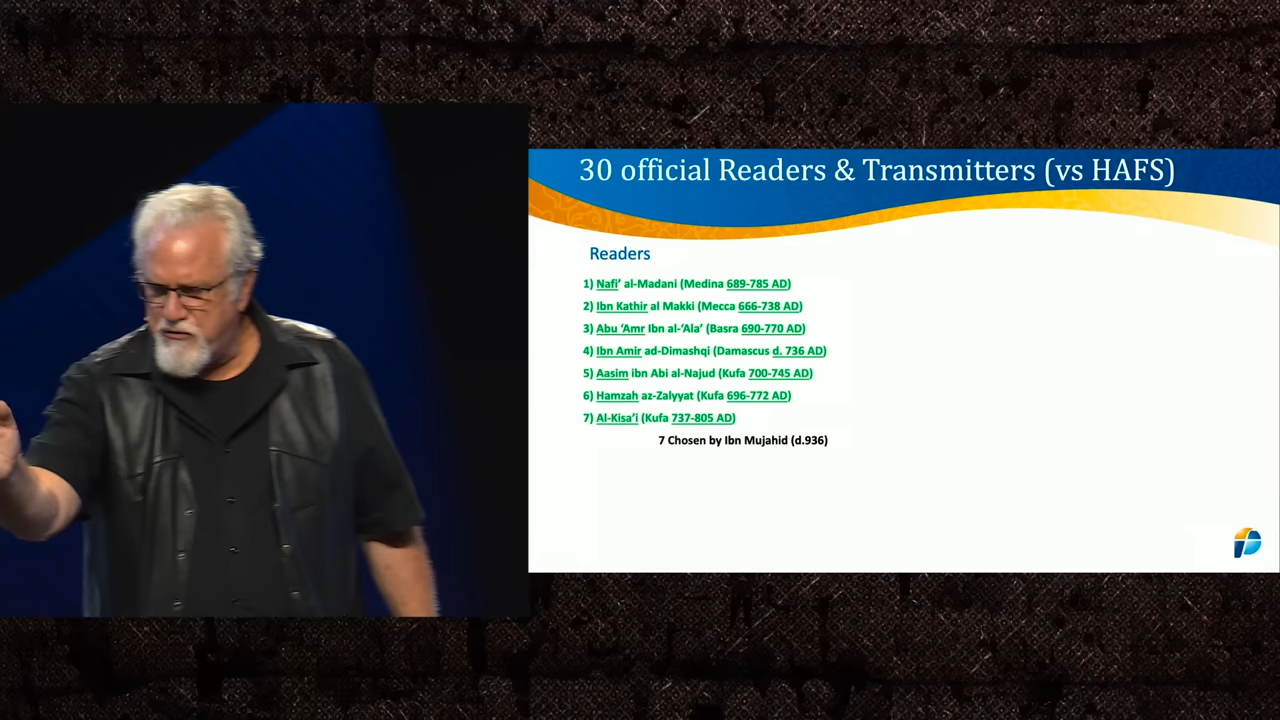 30 official Readers & Transmitters (vs HAFS)
Readers
1) Nafi' al-Madani (Medina 689-785 AD)
2) Ibn Kathir al Makki (Mecca 666-738 AD)
3) Abu ‘Amr Ibn al-‘Ala’ (Basra 690-770 AD)
4) Ibn Amir ad-Dimashqi (Damascus d. 736 AD)
5) Aasim ibn Abi al-Najud (Kufa 700-745 AD)
6) Hamzah az-Zalyyat (Kufa 696-772 AD)
7) Al-Kisa’i (Kufa 737-805 AD)
7 Chosen by Ibn Mujahid (d.936)